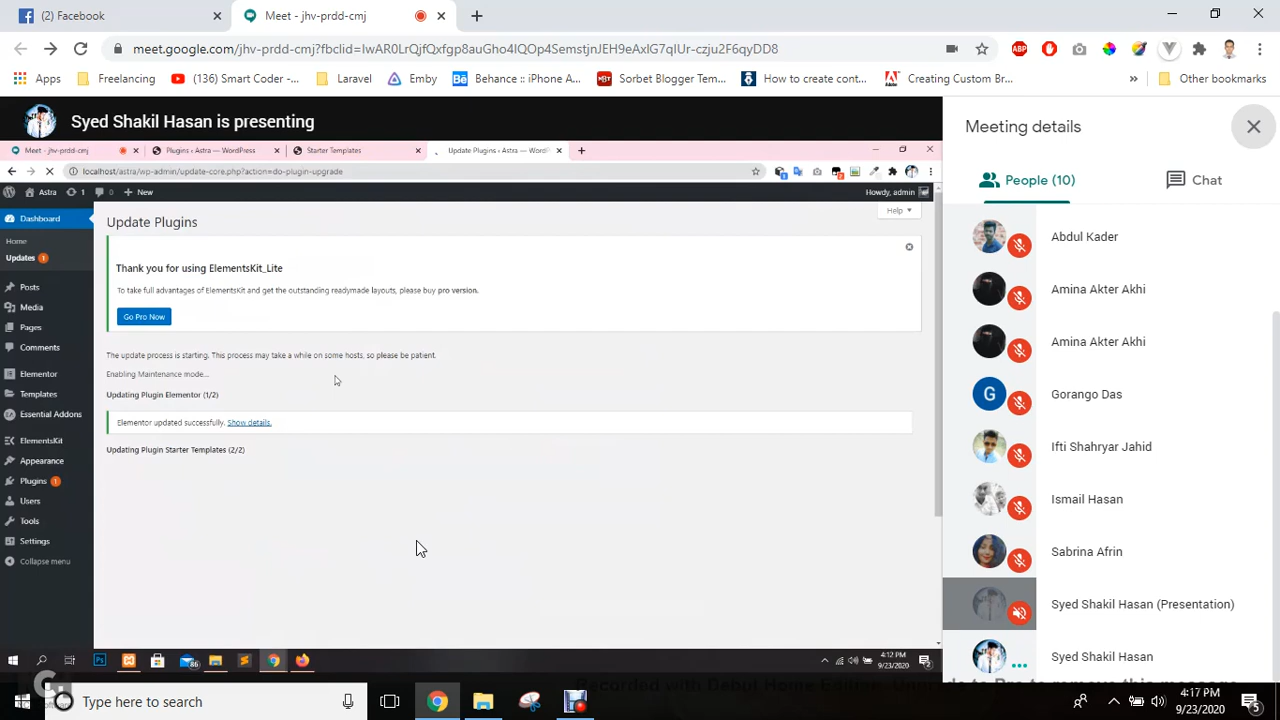 (2) Facebook
Meet - jhv-prdd-cmj
meet.google.com/jhv-prdd-cmj?fbclid=IwAR0LrQjfQxfgp8auGho4IQOp4SemstjnJEH9eAxlG7qIUr-czju2F6qyDD8
Apps
Freelancing
(136) Smart Coder -...
Laravel
Emby
Behance :: iPhone A...
Sorbet Blogger Tem...
How to create cont...
Creating Custom Br...
Other bookmarks
Syed Shakil Hasan is presenting
Meet - jhv-prdd-cmj
Plugins ‹ Astra — WordPress
Starter Templates
Update Plugins ‹ Astra — Wor
localhost/astra/wp-admin/update-core.php?action=do-plugin-upgrade
Astra
0
New
Howdy, admin
Dashboard
Home
Updates 1
Posts
Media
Pages
Comments
Elementor
Templates
Essential Addons
ElementsKit
Appearance
Plugins 1
Users
Tools
Settings
Collapse menu
Update Plugins
Help
Thank you for using ElementsKit_Lite
To take full advantages of ElementsKit and get the outstanding readymade layouts, please buy pro version.
Go Pro Now
The update process is starting. This process may take a while on some hosts, so please be patient.
Enabling Maintenance mode...
Updating Plugin Elementor (1/2)
Elementor updated successfully. Show details.
Updating Plugin Starter Templates (2/2)
86
4:12 PM
9/23/2020
2
Meeting details
People (10)
Chat
Abdul Kader
Amina Akter Akhi
Amina Akter Akhi
G
Gorango Das
Ifti Shahryar Jahid
Ismail Hasan
Sabrina Afrin
Syed Shakil Hasan (Presentation)
Syed Shakil Hasan
Type here to search
4:17 PM
9/23/2020
5